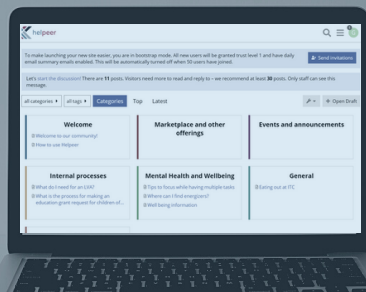 helpeer
To make launching your new site easier, you are in bootstrap mode. All new users will be granted trust level 1 and have daily
email summary emails enabled. This will be automatically turned off when 50 users have joined.
Send Invitations
Let's start the discussion! There are 11 posts. Visitors need more to read and reply to – we recommend at least 30 posts. Only staff can see this
message.
all categories
all tags
Categories
Top
Latest
+ Open Draft
Welcome
Welcome to our community!
How to use Helpeer
Marketplace and other
offerings
Events and announcements
Internal processes
What do I need for an LVA?
What is the process for making an
education grant request for children of...
Mental Health and Wellbeing
Tips to focus while having multiple tasks
Where can I find energizers?
Well being information
General
Eating out at ITC